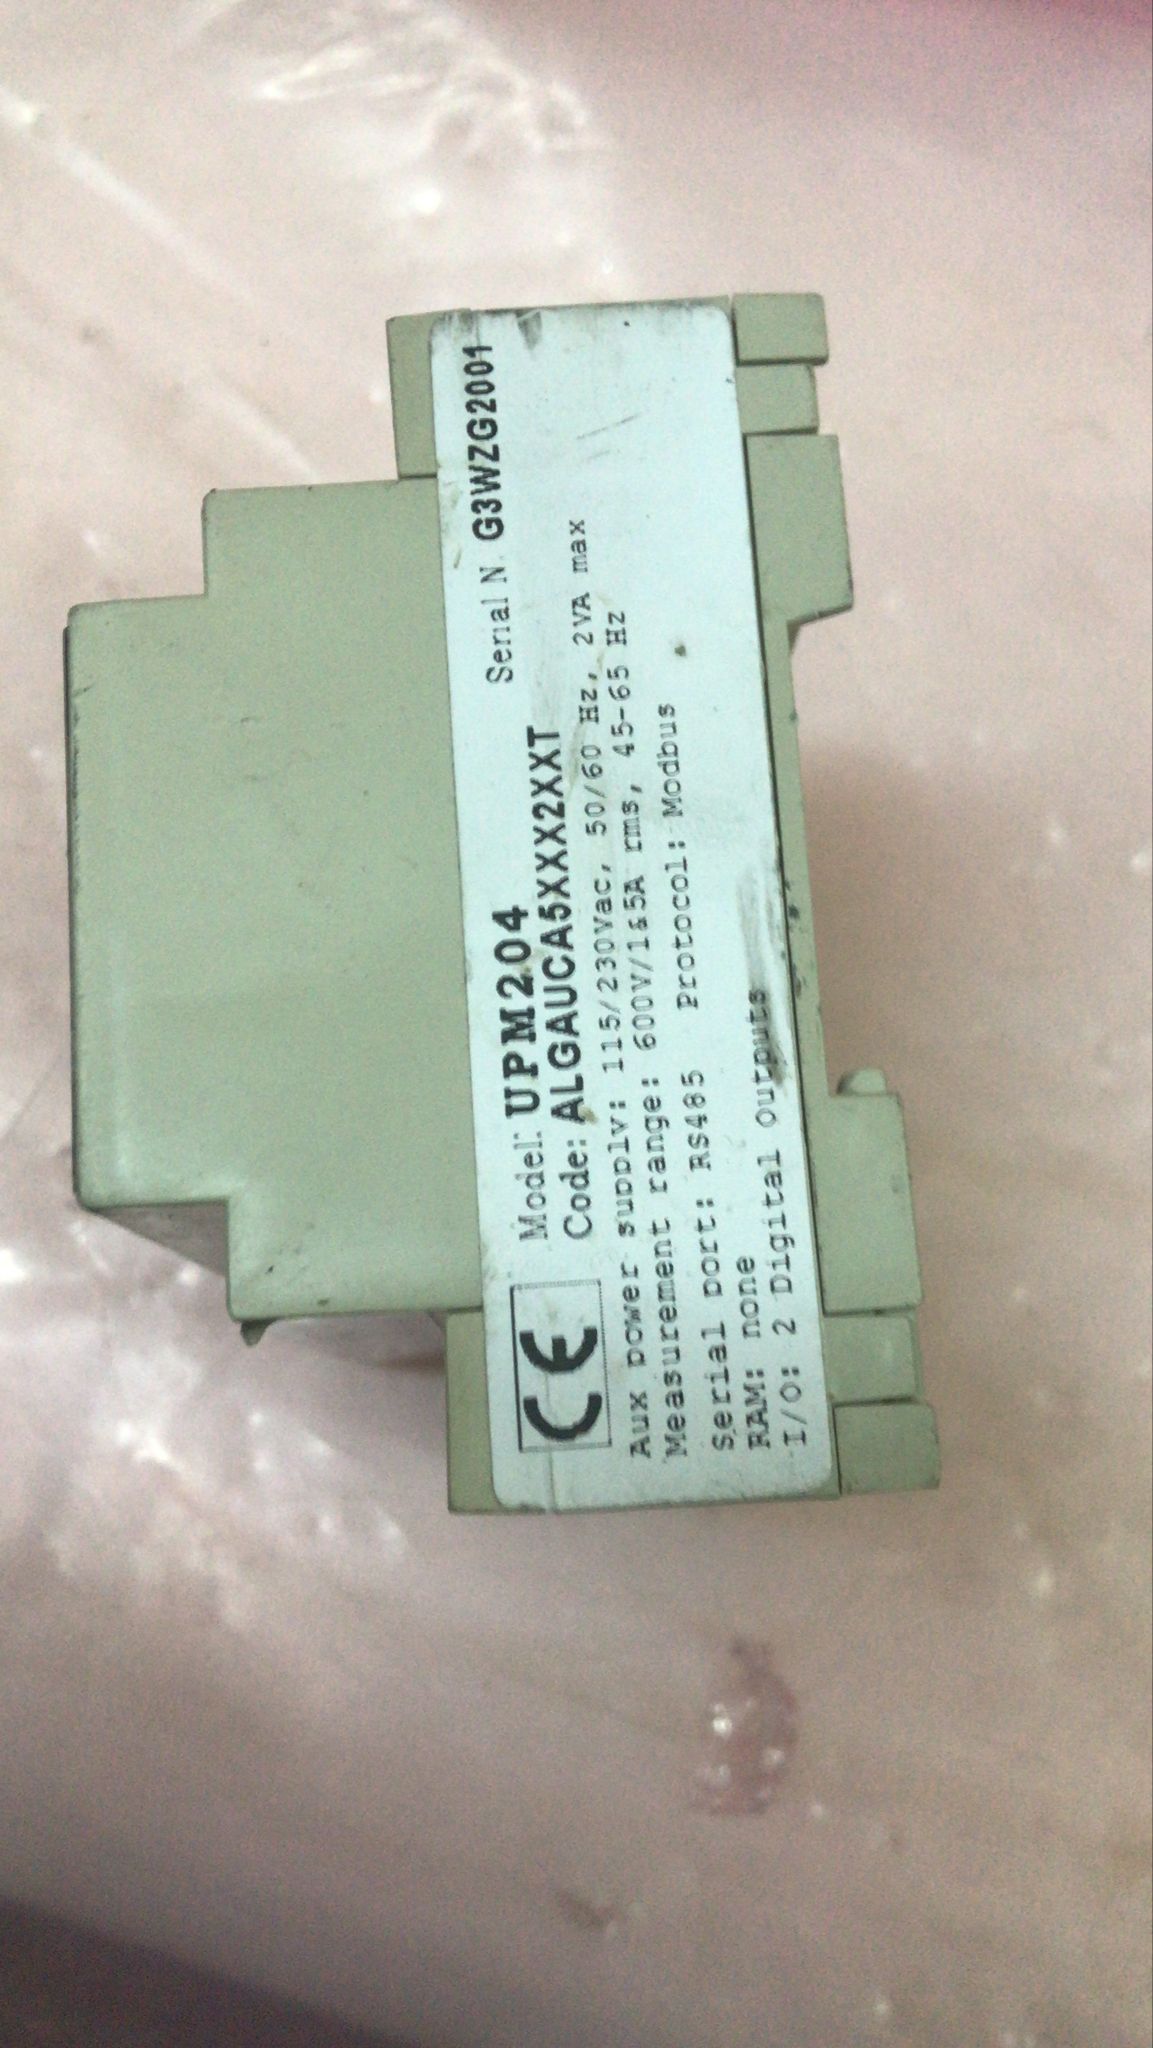 CE
Model: UPM204 Serial N. G3WZG2001
Code: ALGAUCA5XXX2XXT
Aux power supply: 115/230Vac, 50/60 Hz, 2VA max
Measurement range: 600V/1&5A rms, 45-65 Hz
Serial port: RS485 Protocol: Modbus
RAM: none
I/O: 2 Digital outputs